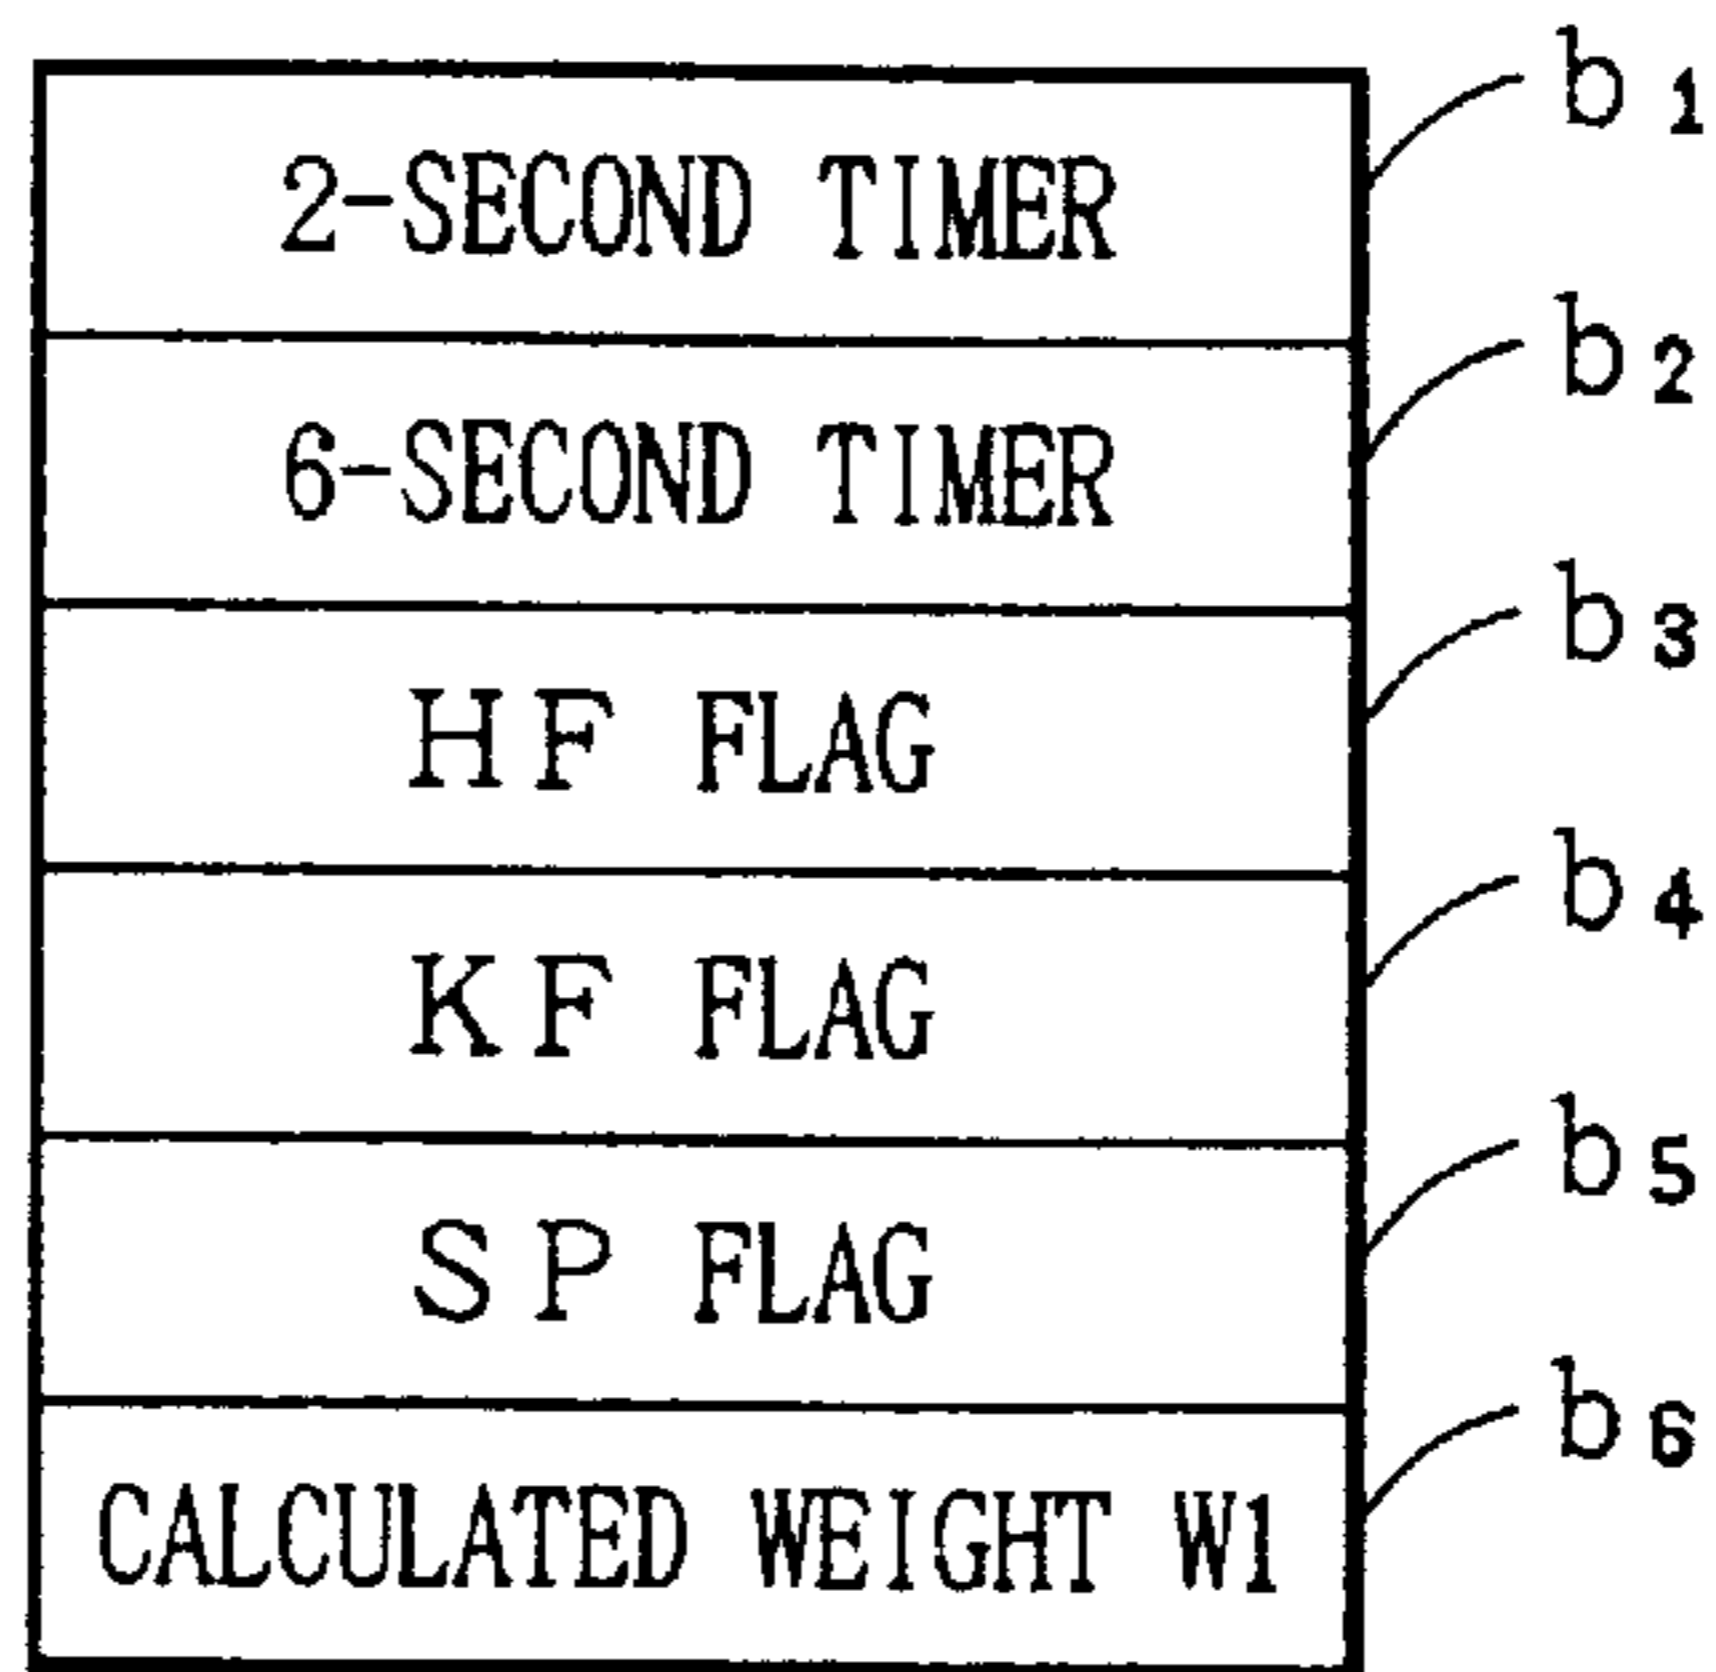 2-SECOND TIMER b1
6-SECOND TIMER b2
HF FLAG b3
KF FLAG b4
SP FLAG b5
CALCULATED WEIGHT W1 b6